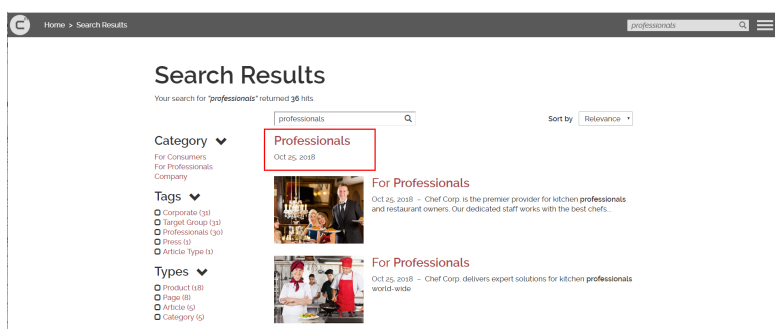 C
Home > Search Results
professionals
Search Results
Your search for "professionals" returned 36 hits.
professionals
Sort by Relevance
Category
For Consumers
For Professionals
Company
Tags
Corporate (31)
Target Group (31)
Professionals (30)
Press (1)
Article Type (1)
Types
Product (18)
Page (8)
Article (5)
Category (5)
Professionals
Oct 25, 2018
For Professionals
Oct 25, 2018 – Chef Corp. is the premier provider for kitchen professionals
and restaurant owners. Our dedicated staff works with the best chefs...
For Professionals
Oct 25, 2018 – Chef Corp. delivers expert solutions for kitchen professionals
world-wide